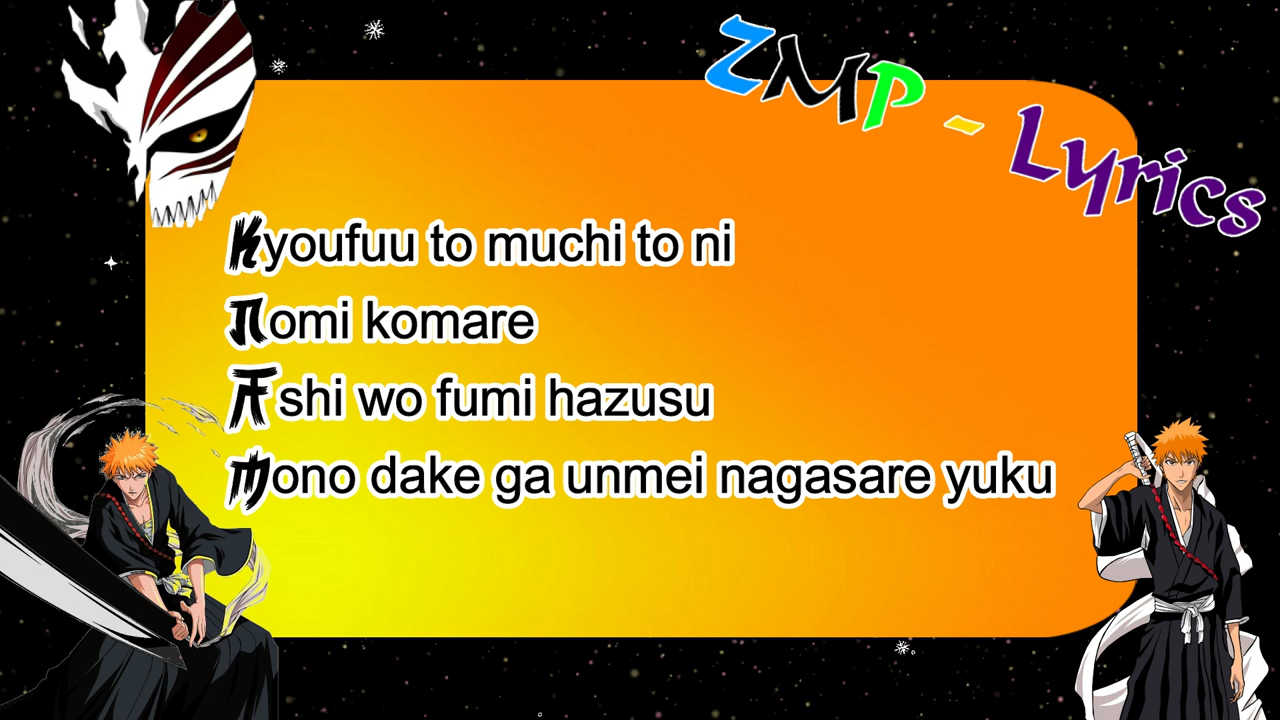 ZMP - Lyrics
Kyoufuu to muchi to ni
Nomi komare
Ashi wo fumi hazusu
Mono dake ga unmei nagasare yuku